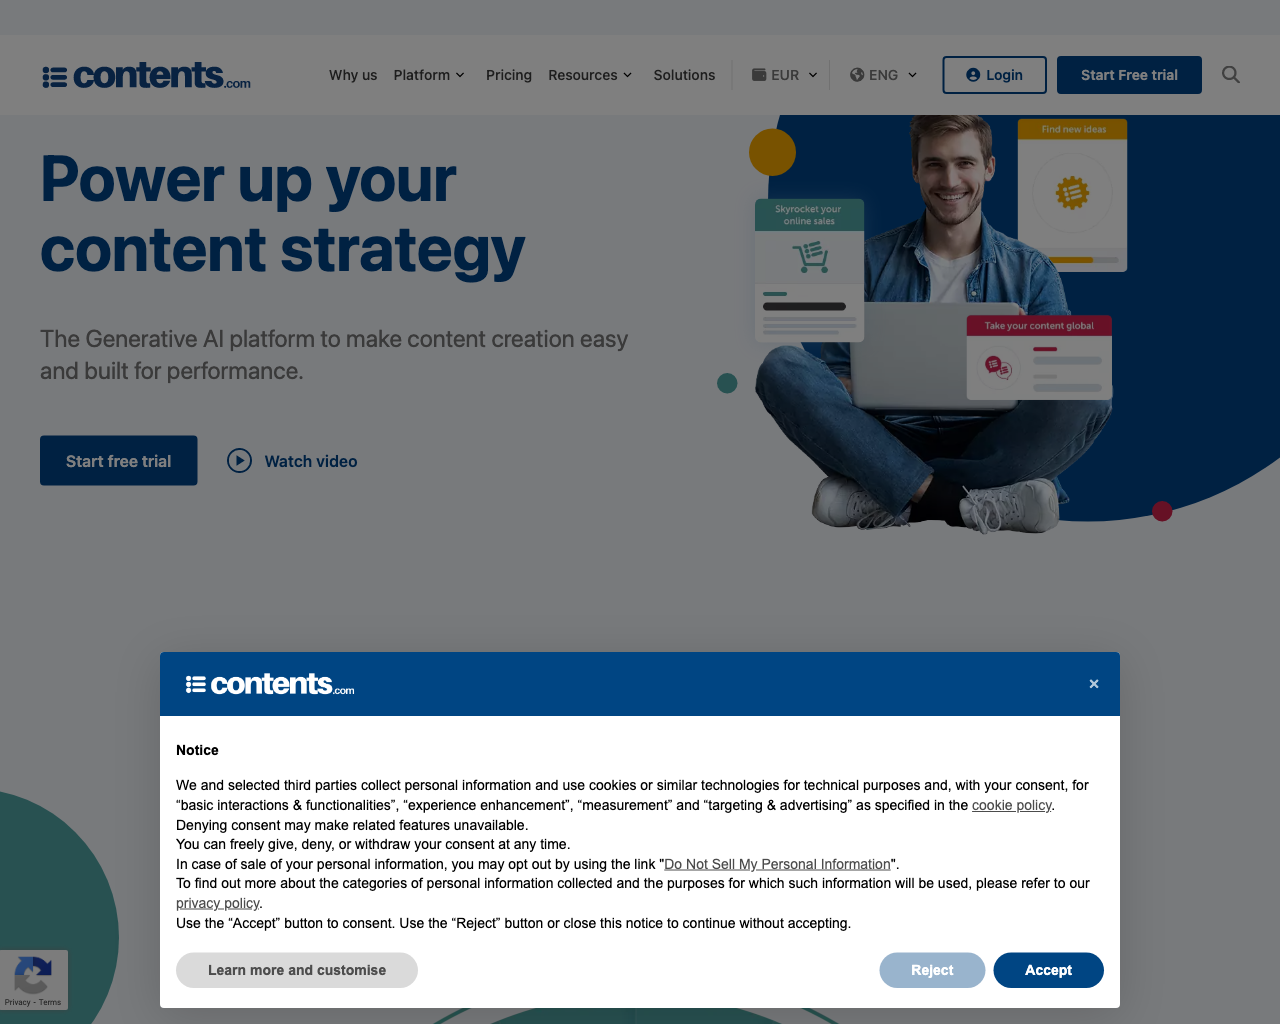 contents.com
Why us
Platform
Pricing
Resources
Solutions
EUR
ENG
Login
Start Free trial
Power up your
content strategy
The Generative AI platform to make content creation easy
and built for performance.
Start free trial
Watch video
Find new ideas
Skyrocket your
online sales
Take your content global
contents.com
×
Notice
We and selected third parties collect personal information and use cookies or similar technologies for technical purposes and, with your consent, for
“basic interactions & functionalities”, “experience enhancement”, “measurement” and “targeting & advertising” as specified in the cookie policy.
Denying consent may make related features unavailable.
You can freely give, deny, or withdraw your consent at any time.
In case of sale of your personal information, you may opt out by using the link "Do Not Sell My Personal Information".
To find out more about the categories of personal information collected and the purposes for which such information will be used, please refer to our
privacy policy.
Use the “Accept” button to consent. Use the “Reject” button or close this notice to continue without accepting.
Learn more and customise
Reject
Accept
Privacy - Terms